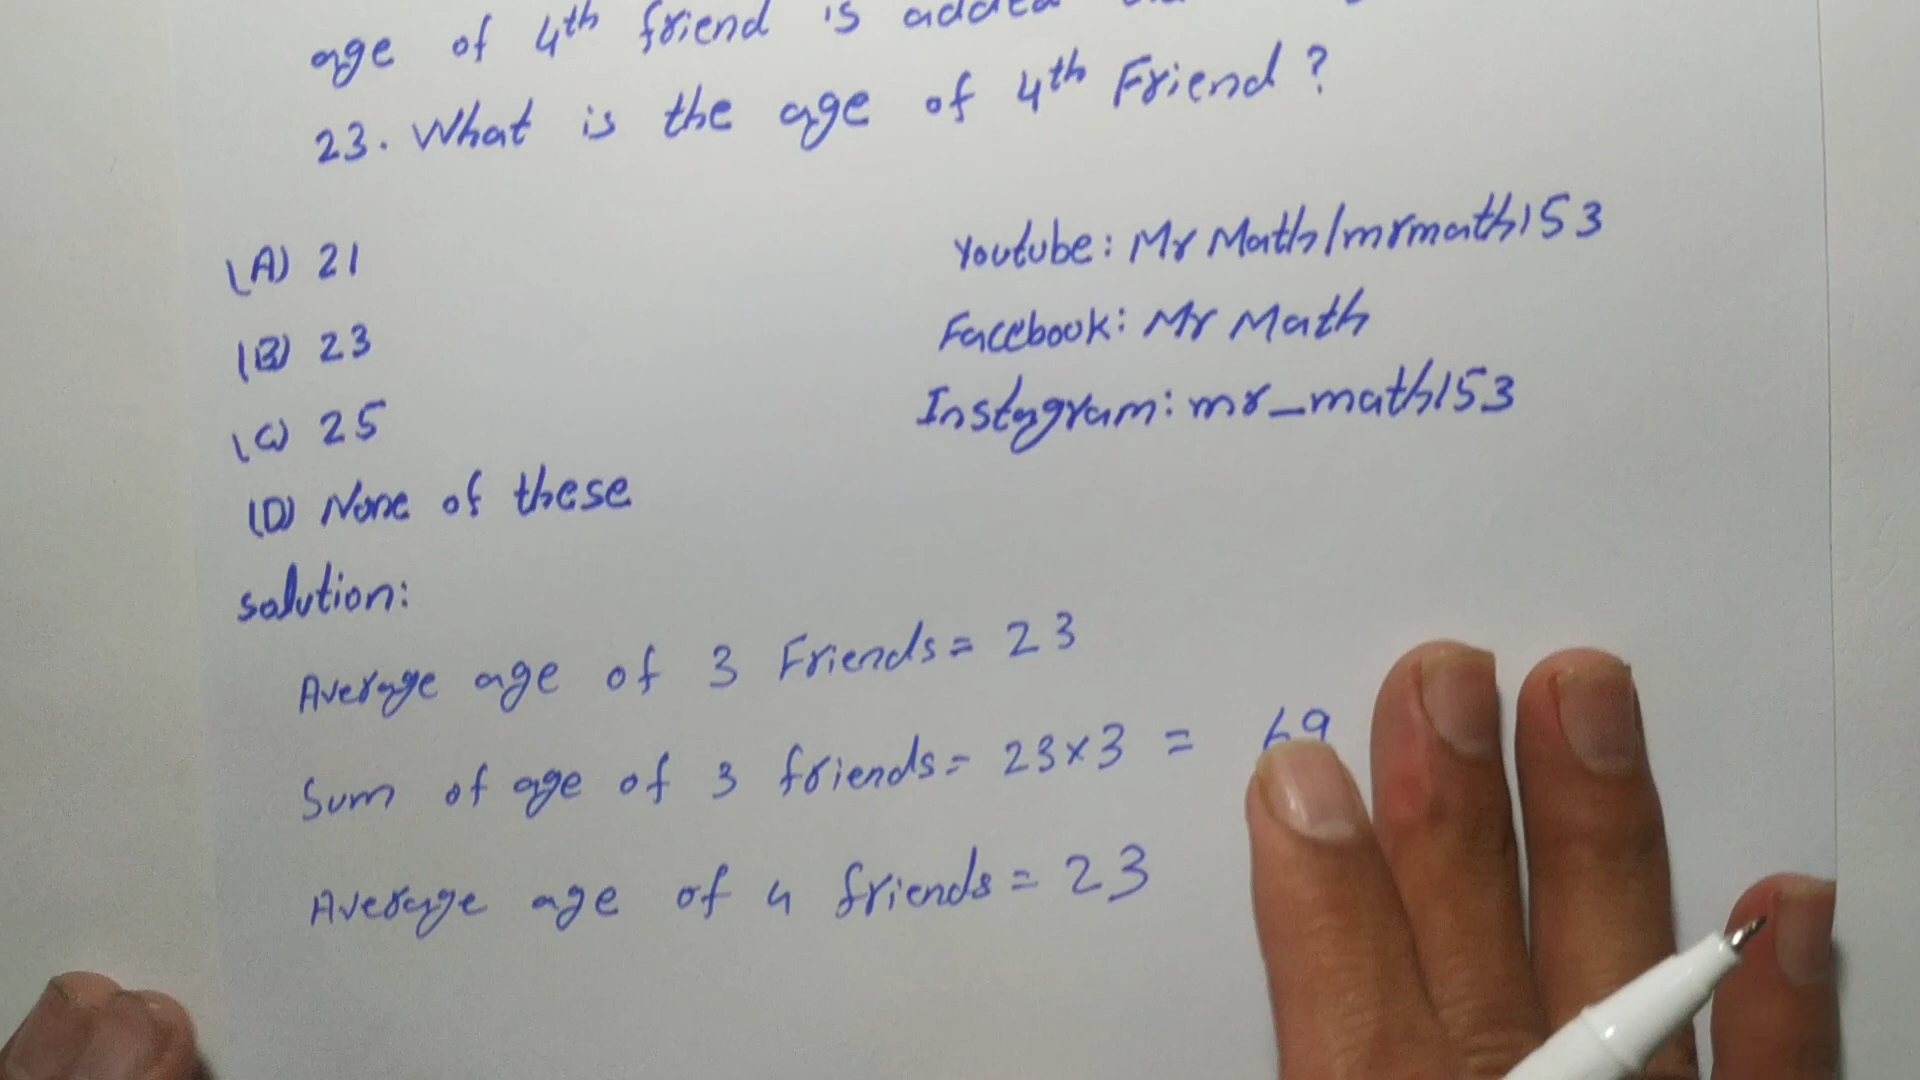 age of 4th friend is added
23. What is the age of 4th Friend ?
(A) 21
(B) 23
(C) 25
(D) None of these
Youtube: Mr Math/mrmath153
Facebook: Mr Math
Instagram: mr_math153
solution:
Average age of 3 Friends = 23
Sum of age of 3 friends = 23×3 = 69
Average age of 4 friends = 23